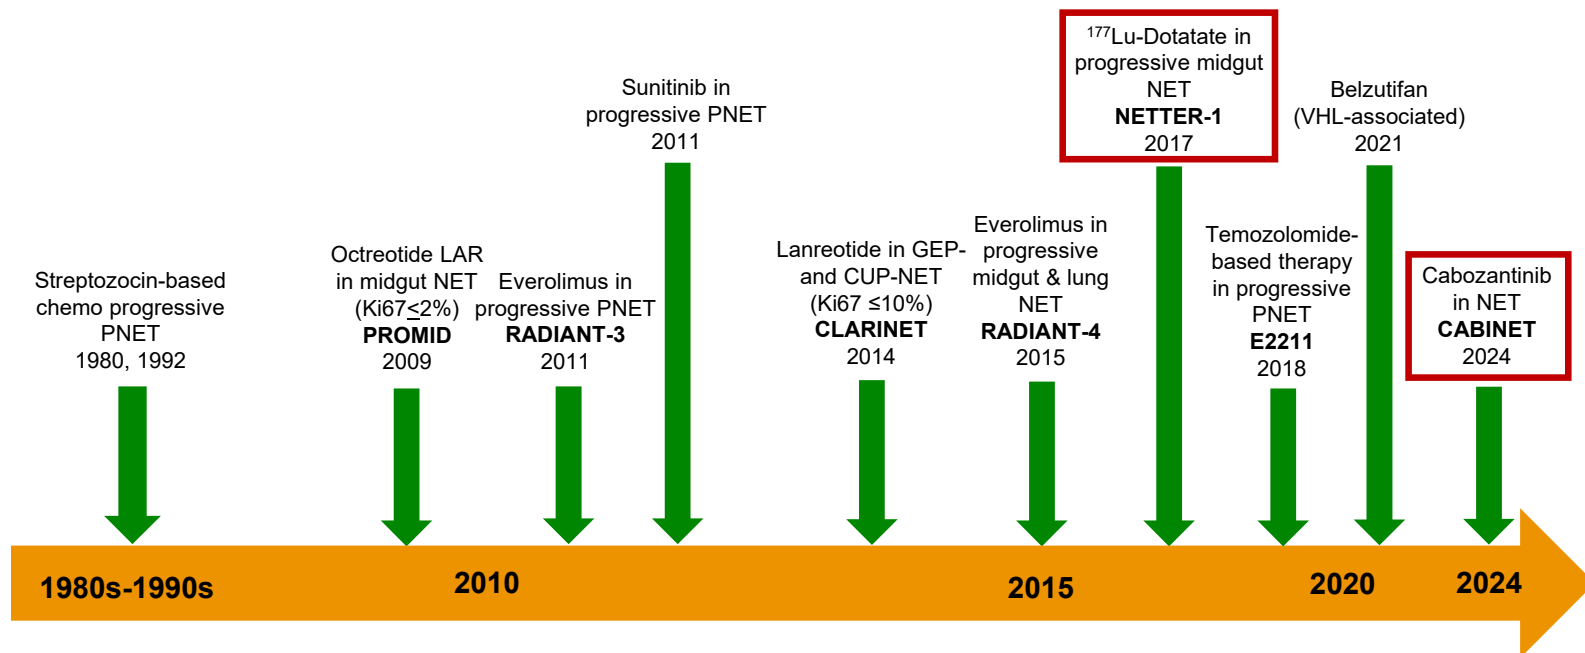 Streptozocin-based
chemo progressive
PNET
1980, 1992
Octreotide LAR
in midgut NET
(Ki67≤2%)
PROMID
2009
Everolimus in
progressive PNET
RADIANT-3
2011
Sunitinib in
progressive PNET
2011
Lanreotide in GEP-
and CUP-NET
(Ki67 ≤10%)
CLARINET
2014
Everolimus in
progressive
midgut & lung
NET
RADIANT-4
2015
177Lu-Dotatate in
progressive midgut
NET
NETTER-1
2017
Temozolomide-
based therapy
in progressive
PNET
E2211
2018
Belzutifan
(VHL-associated)
2021
Cabozantinib
in NET
CABINET
2024
1980s-1990s
2010
2015
2020
2024